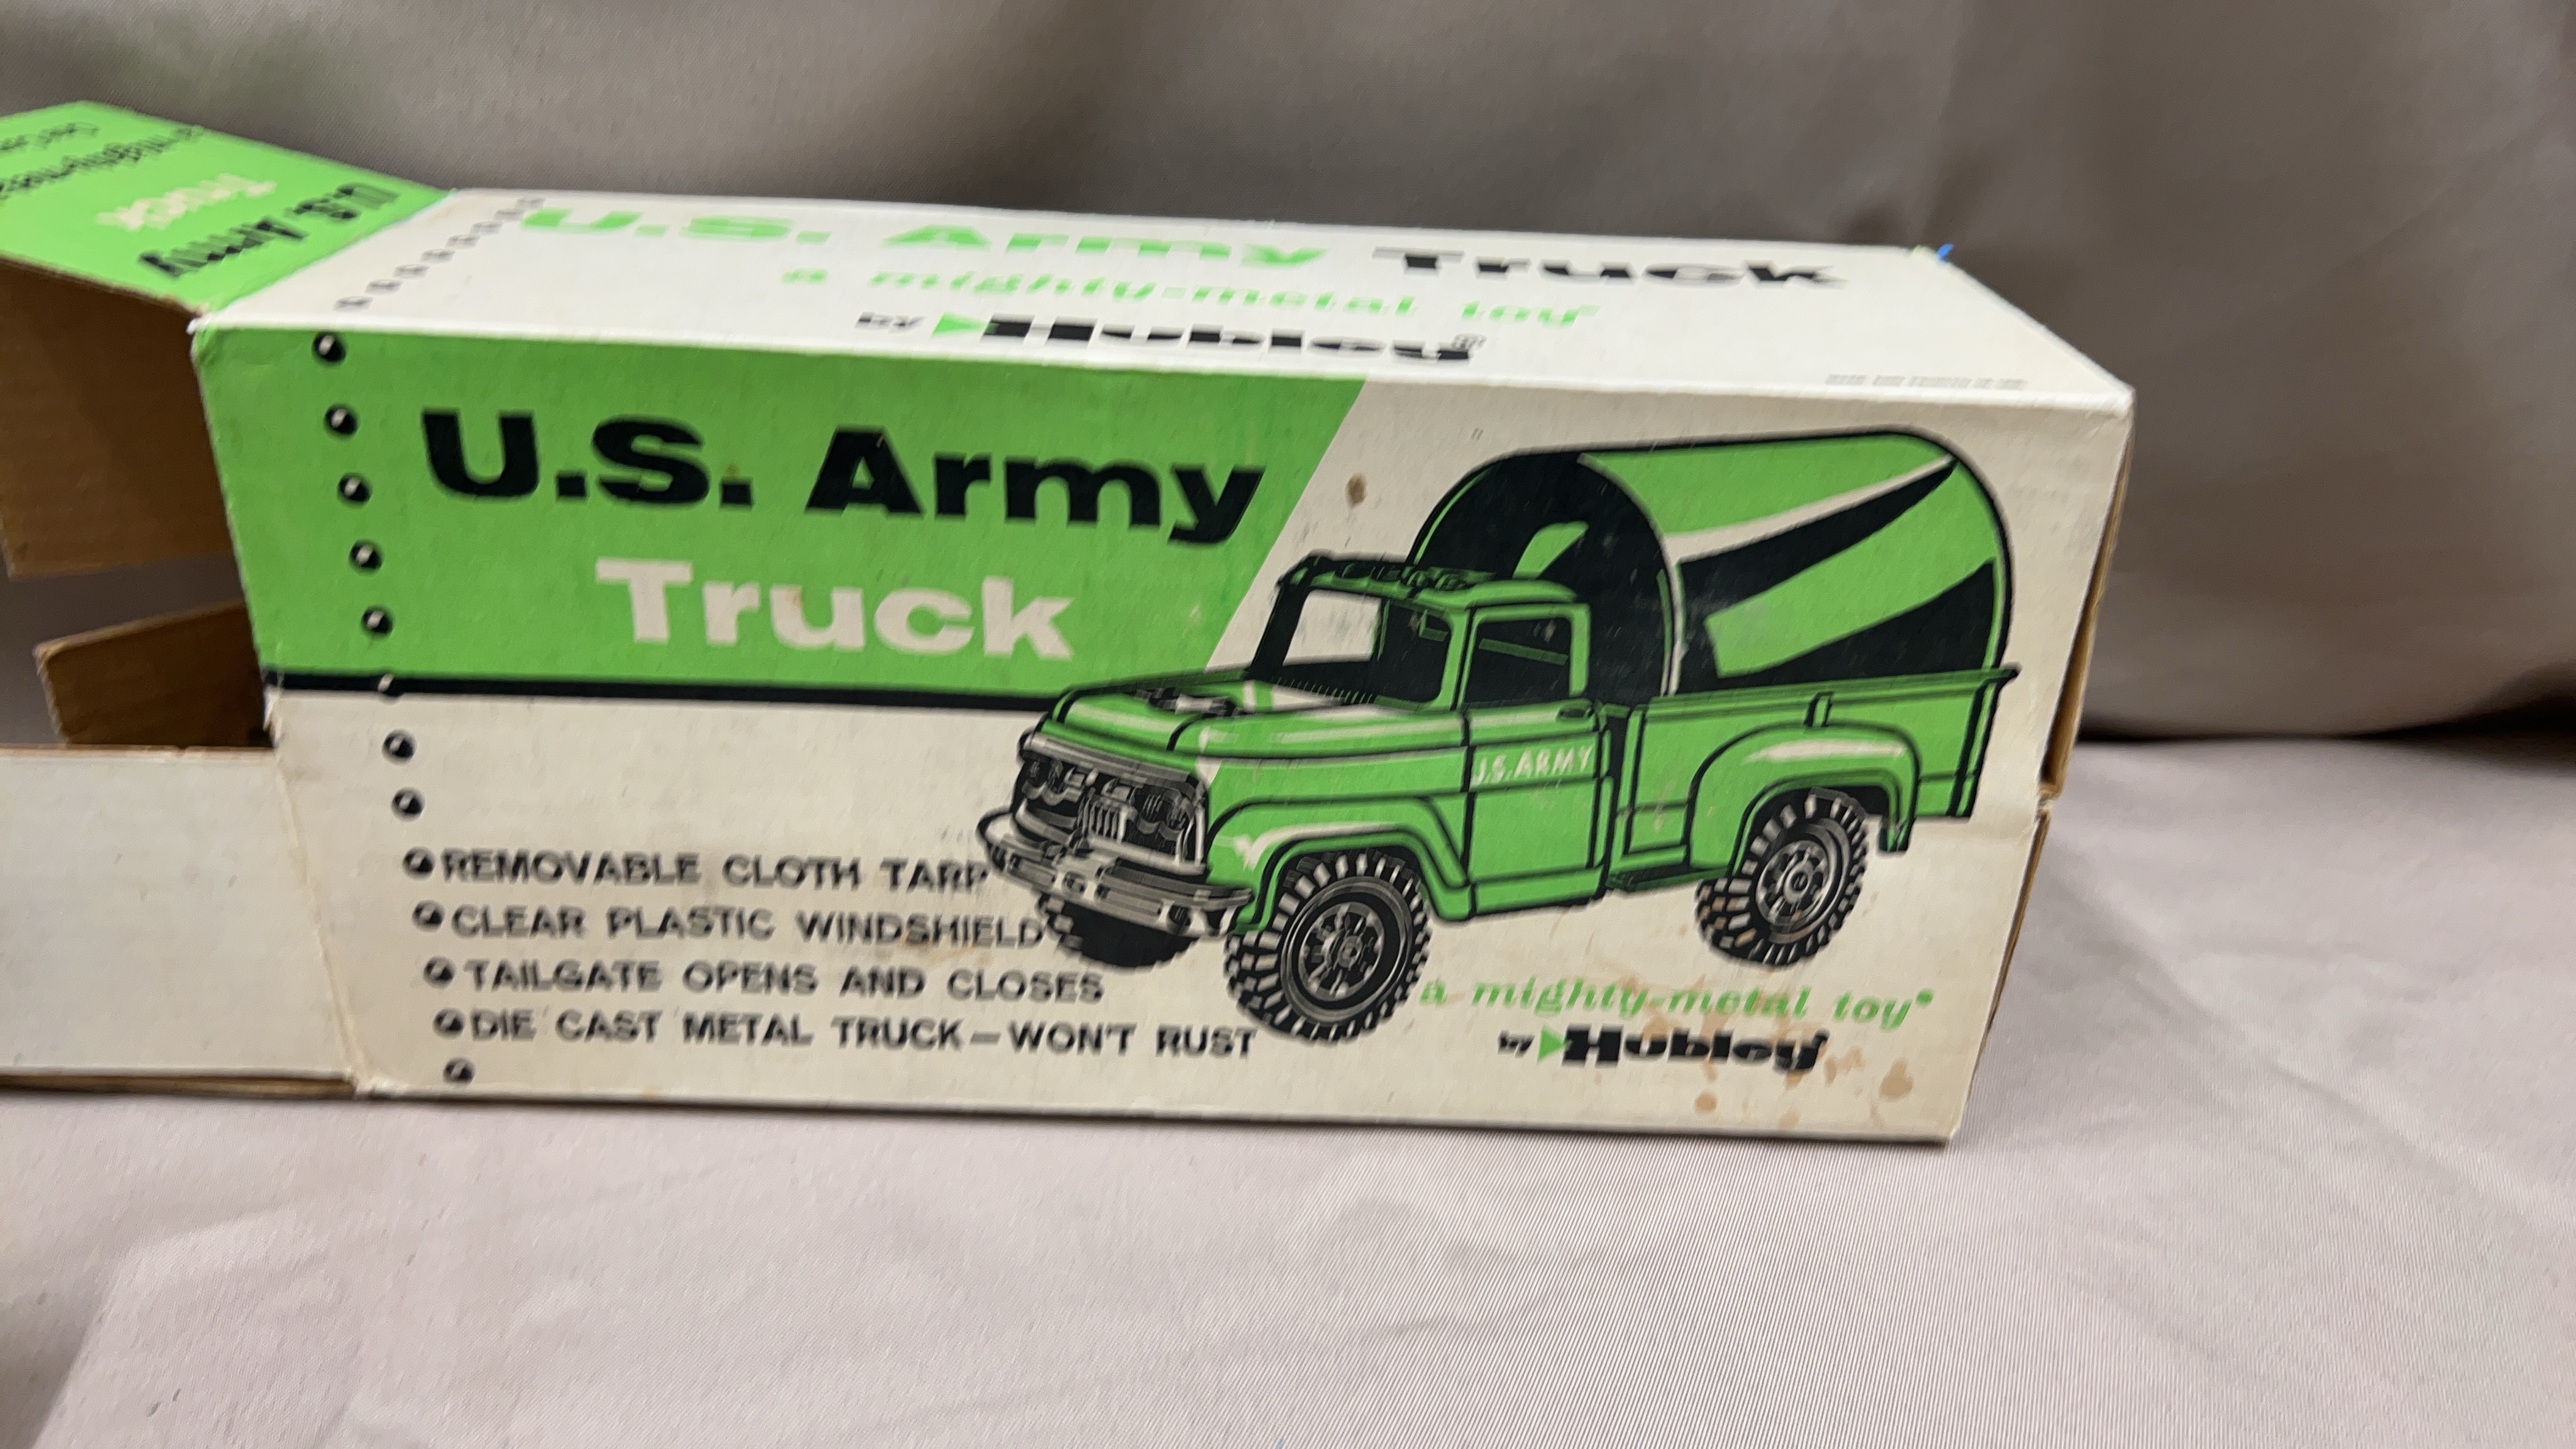 U.S. Army
Truck
U.S. Army Truck
a mighty-metal toy
by Hubley®
U.S. Army
Truck
U.S. ARMY
REMOVABLE CLOTH TARP
CLEAR PLASTIC WINDSHIELD
TAILGATE OPENS AND CLOSES
DIE CAST METAL TRUCK—WON'T RUST
a mighty-metal toy®
by Hubley